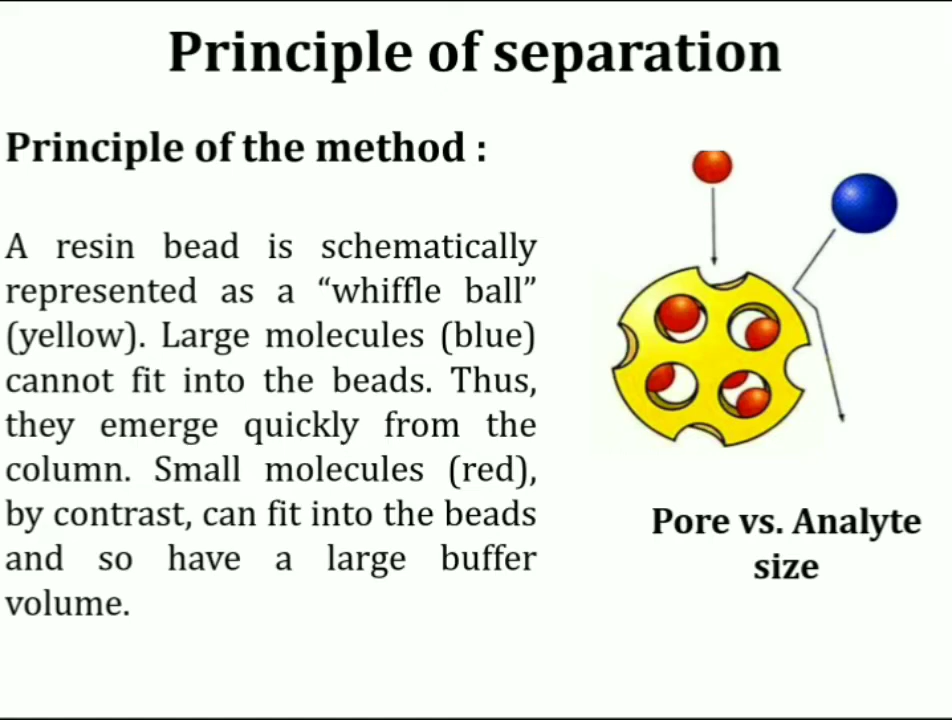 Principle of separation
Principle of the method :
A resin bead is schematically
represented as a “whiffle ball”
(yellow). Large molecules (blue)
cannot fit into the beads. Thus,
they emerge quickly from the
column. Small molecules (red),
by contrast, can fit into the beads
and so have a large buffer
volume.
Pore vs. Analyte
size